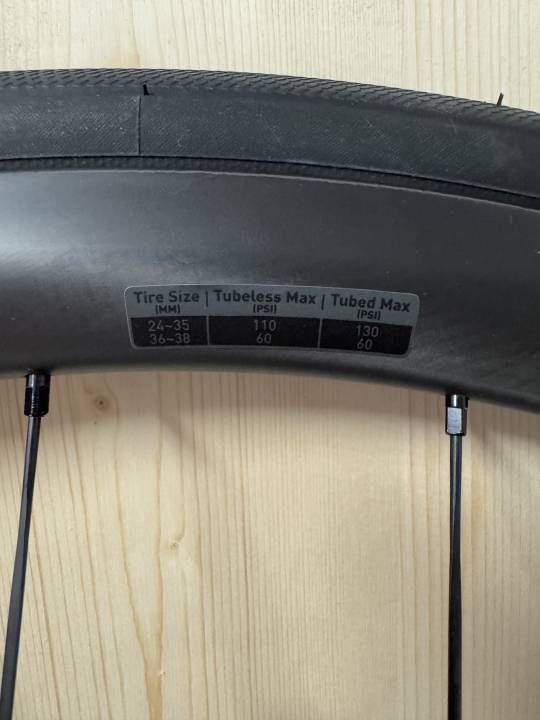 Tire Size | Tubeless Max | Tubed Max
(MM) (PSI) (PSI)
24~35 110 130
36~38 60 60